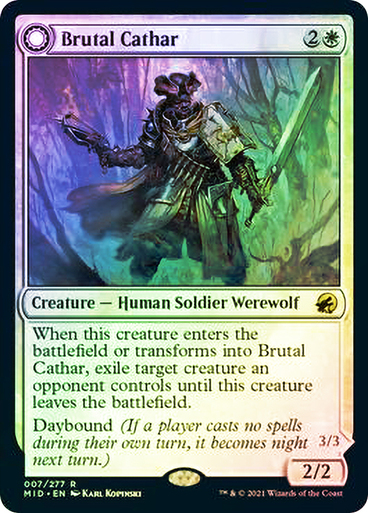 Brutal Cathar 2
Creature — Human Soldier Werewolf
When this creature enters the
battlefield or transforms into Brutal
Cathar, exile target creature an
opponent controls until this creature
leaves the battlefield.
Daybound (If a player casts no spells
during their own turn, it becomes night
next turn.) 3/3
2/2
007/277 R
MID • EN Karl Kopinski ™ & © 2021 Wizards of the Coast